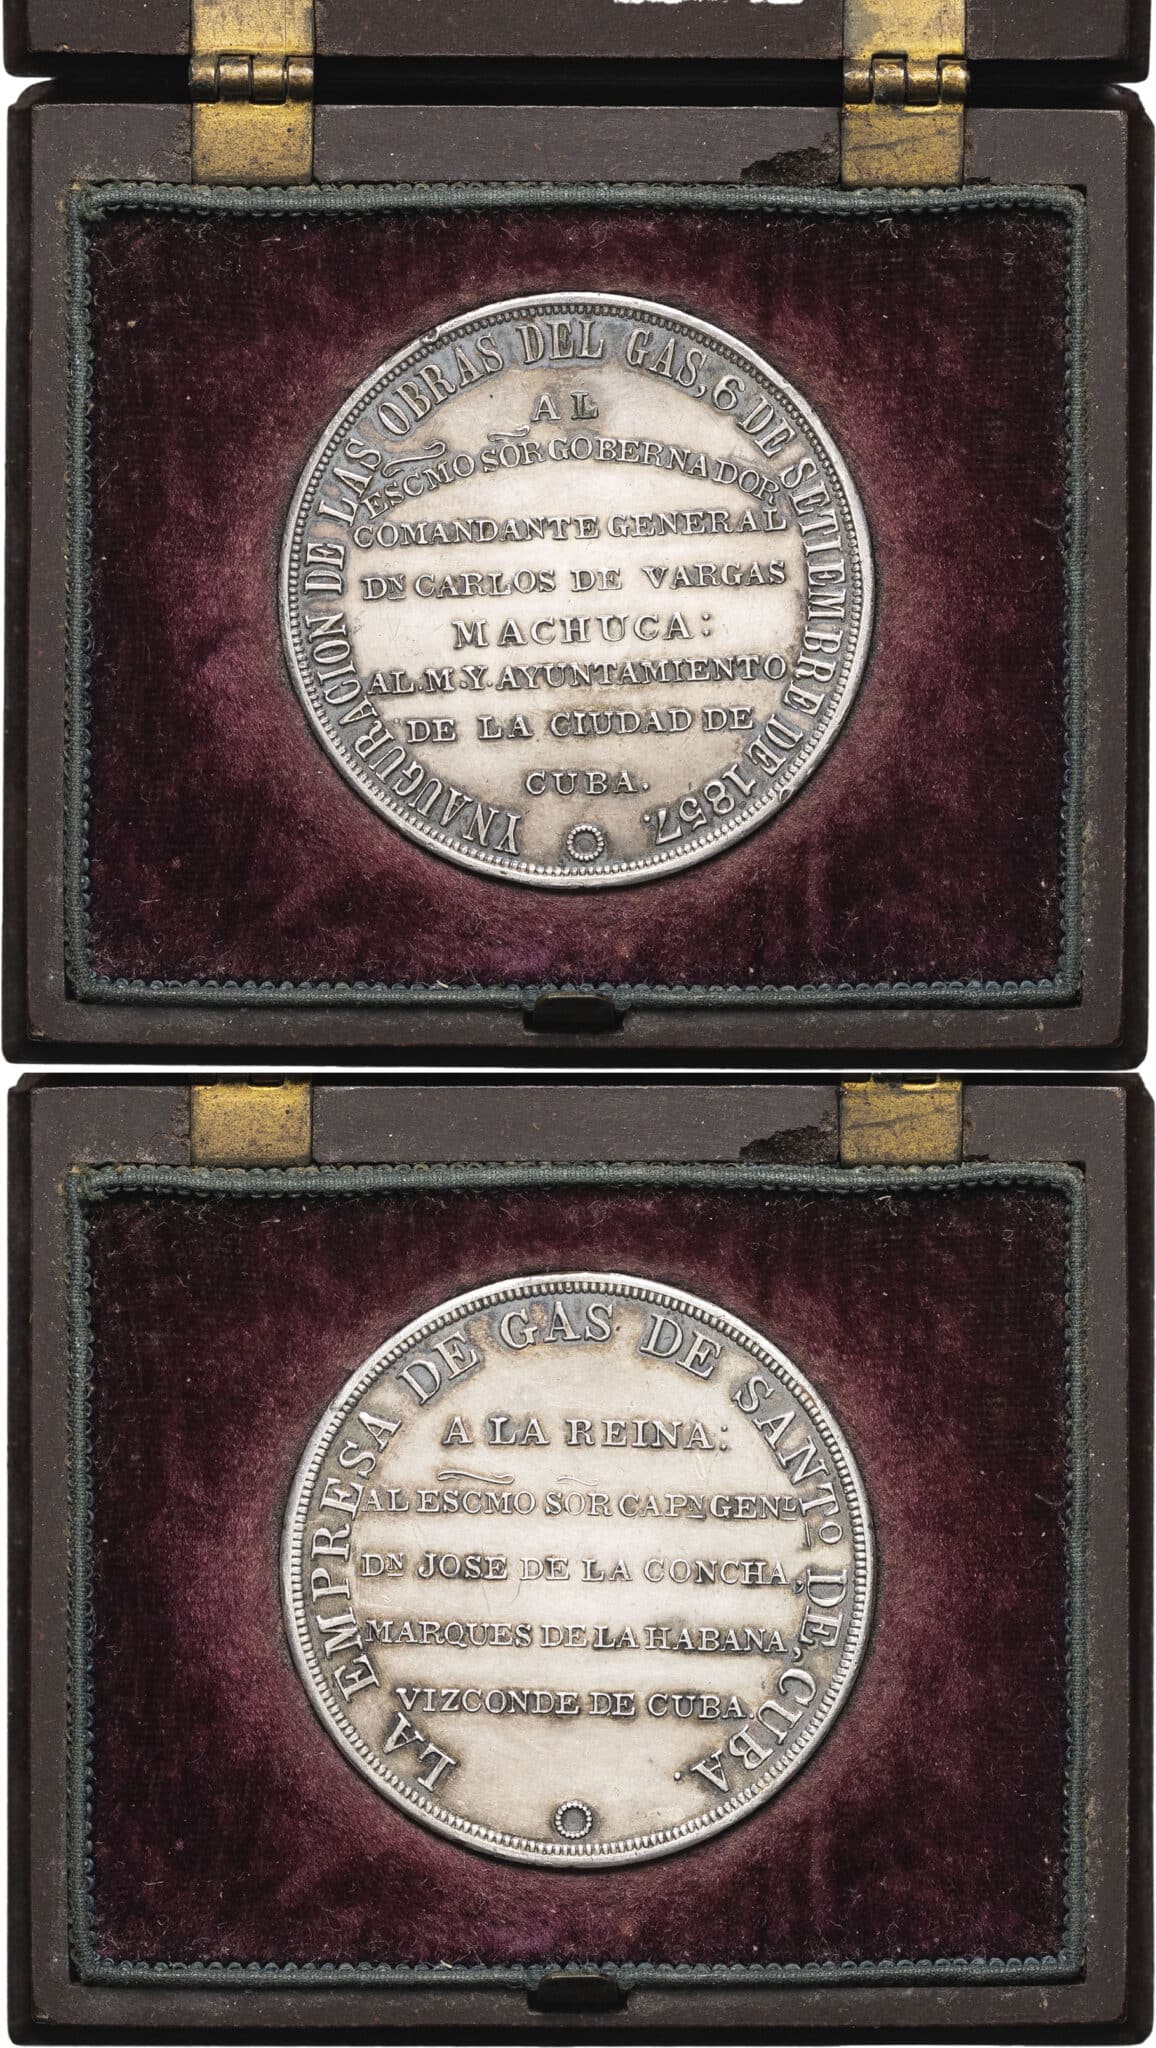 YNAUGURACION DE LAS OBRAS DEL GAS, 6 DE SETIEMBRE DE 1857.
AL
ESCMO SOR GOBERNADOR
COMANDANTE GENERAL
DN CARLOS DE VARGAS
MACHUCA:
AL.M.Y.AYUNTAMIENTO
DE LA CIUDAD DE
CUBA.
LA EMPRESA DE GAS DE SANTO DE CUBA.
A LA REINA:
AL ESCMO SOR CAPN GENL
DN JOSE DE LA CONCHA,
MARQUES DE LA HABANA,
VIZCONDE DE CUBA.